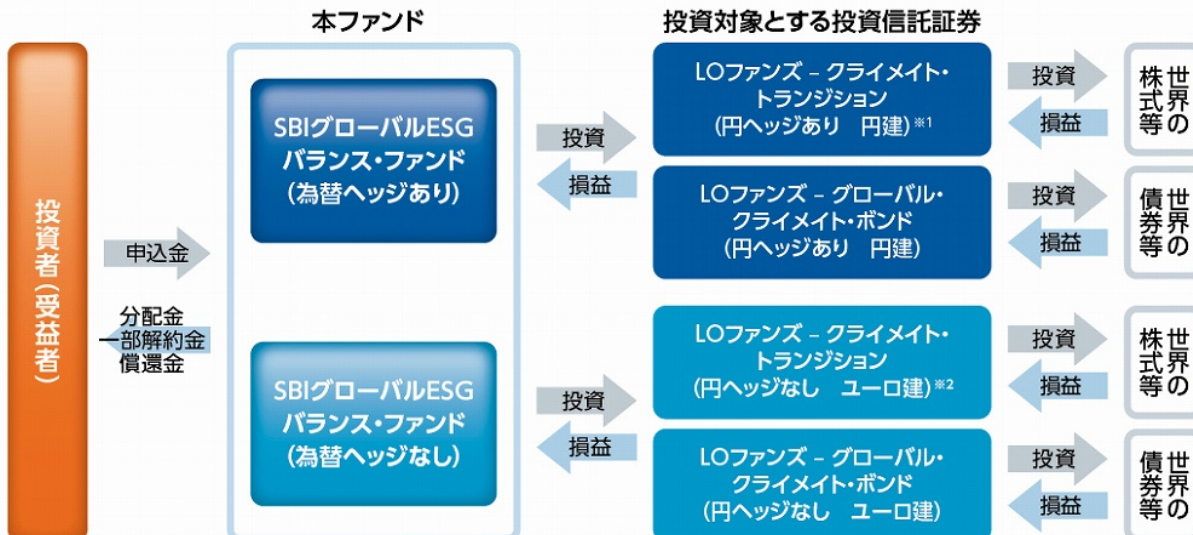 本ファンド
投資対象とする投資信託証券
投資者（受益者）
申込金
分配金
一部解約金
償還金
SBIグローバルESG
バランス・ファンド
（為替ヘッジあり）
投資
損益
LOファンズ – クライメイト・
トランジション
（円ヘッジあり　円建）※1
投資
損益
世界の
株式等
LOファンズ – グローバル・
クライメイト・ボンド
（円ヘッジあり　円建）
投資
損益
世界の
債券等
SBIグローバルESG
バランス・ファンド
（為替ヘッジなし）
投資
損益
LOファンズ – クライメイト・
トランジション
（円ヘッジなし　ユーロ建）※2
投資
損益
世界の
株式等
LOファンズ – グローバル・
クライメイト・ボンド
（円ヘッジなし　ユーロ建）
投資
損益
世界の
債券等